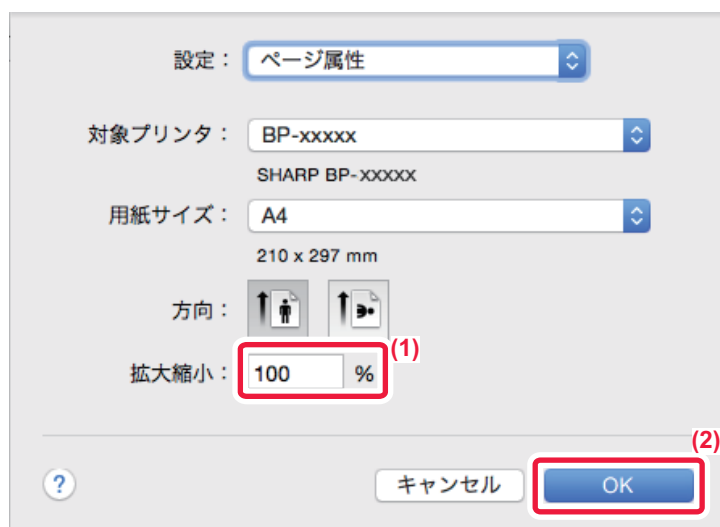 設定： ページ属性
対象プリンタ： BP-xxxxx
SHARP BP-xxxxx
用紙サイズ： A4
210 x 297 mm
方向：
(1)
拡大縮小： 100 %
(2)
? キャンセル OK